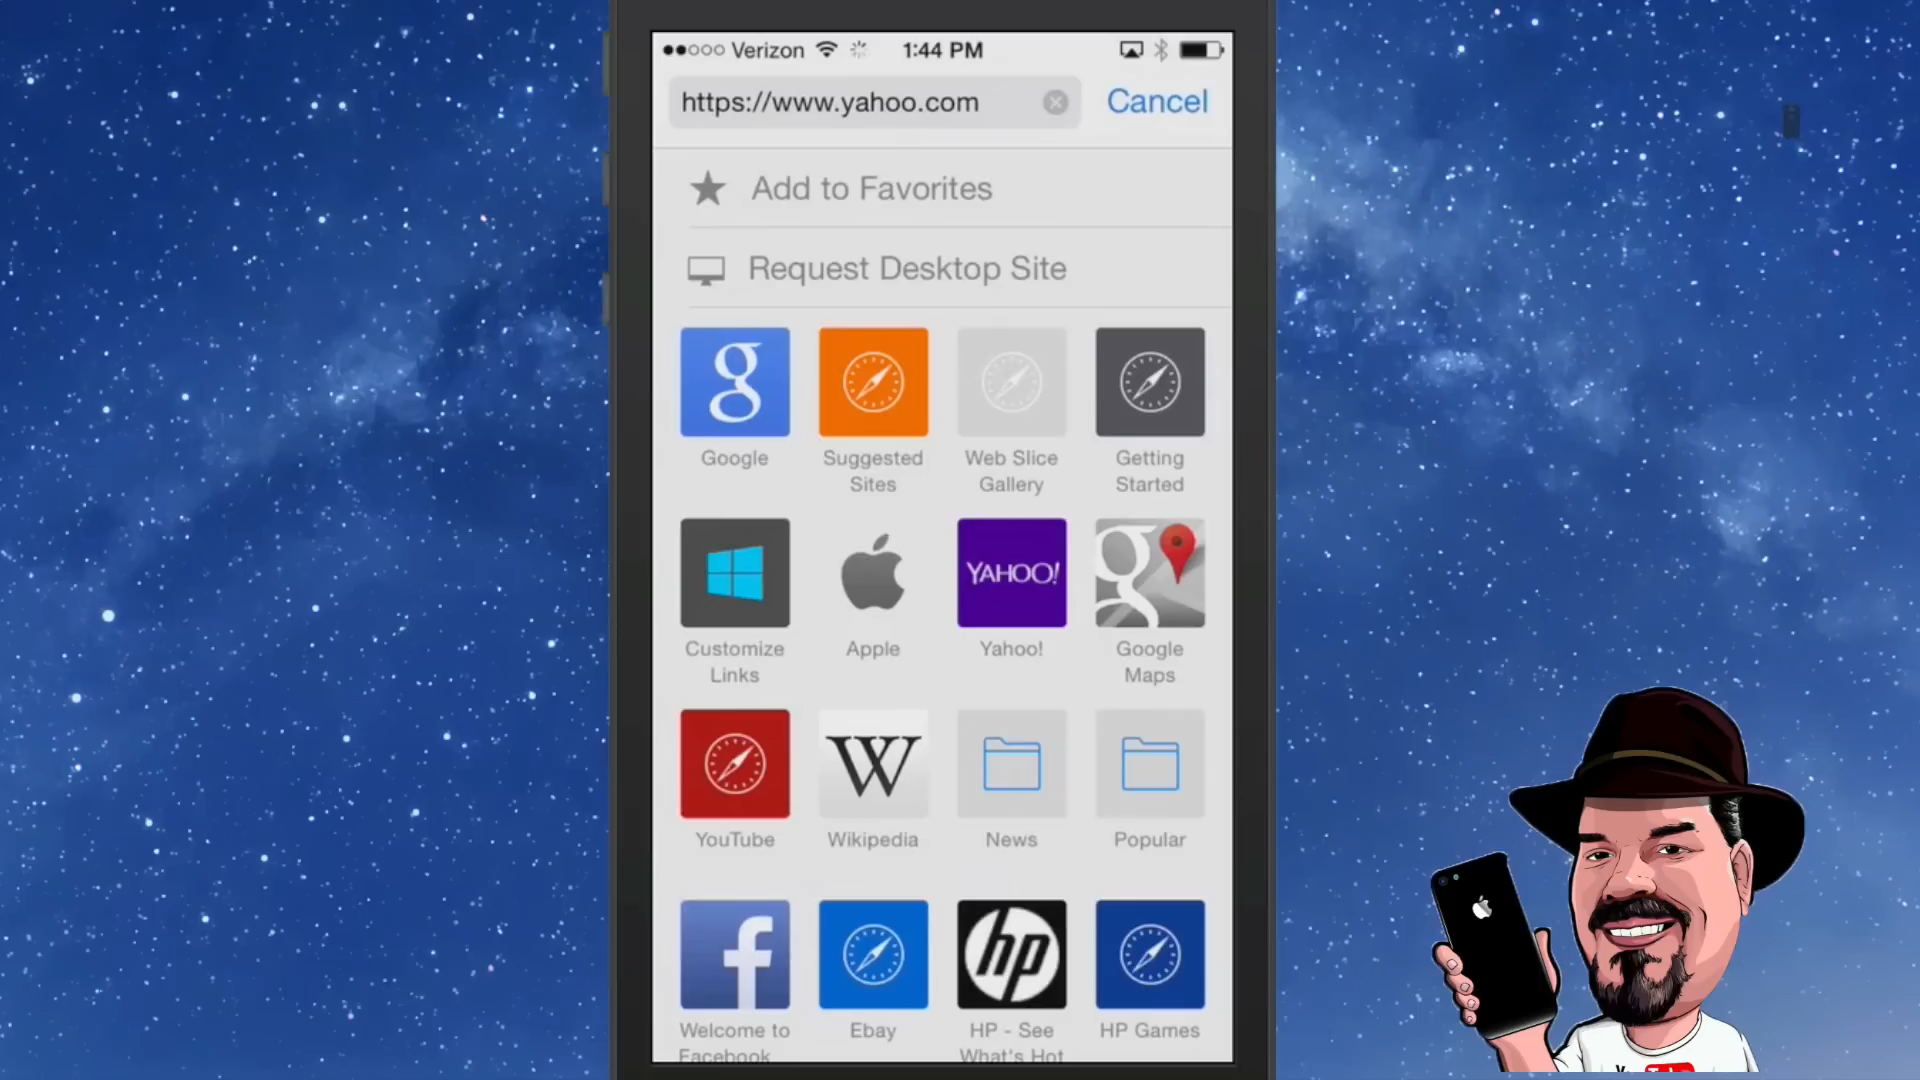 Verizon 1:44 PM
https://www.yahoo.com Cancel
Add to Favorites
Request Desktop Site
g
Google
Suggested
Sites
Web Slice
Gallery
Getting
Started
YAHOO!
g
Customize
Links
Apple
Yahoo!
Google
Maps
W
YouTube
Wikipedia
News
Popular
f
hp
Welcome to
Facebook
Ebay
HP - See
What's Hot
HP Games